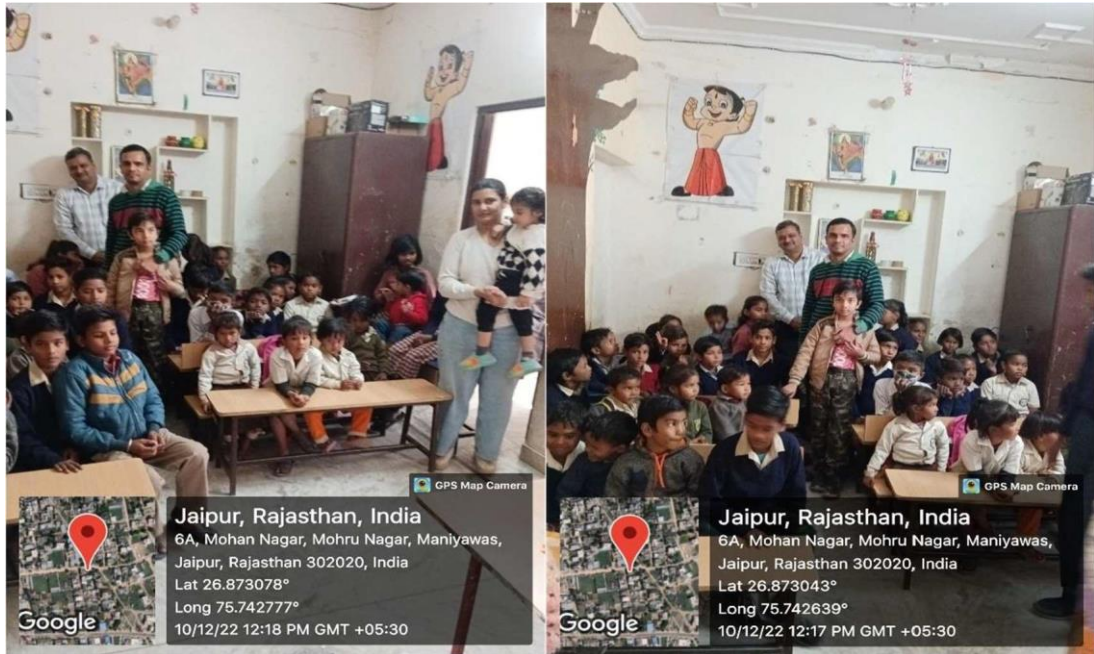 GPS Map Camera
Jaipur, Rajasthan, India
6A, Mohan Nagar, Mohru Nagar, Maniyawas,
Jaipur, Rajasthan 302020, India
Lat 26.873078°
Long 75.742777°
10/12/22 12:18 PM GMT +05:30
Google
GPS Map Camera
Jaipur, Rajasthan, India
6A, Mohan Nagar, Mohru Nagar, Maniyawas,
Jaipur, Rajasthan 302020, India
Lat 26.873043°
Long 75.742639°
10/12/22 12:17 PM GMT +05:30
Google